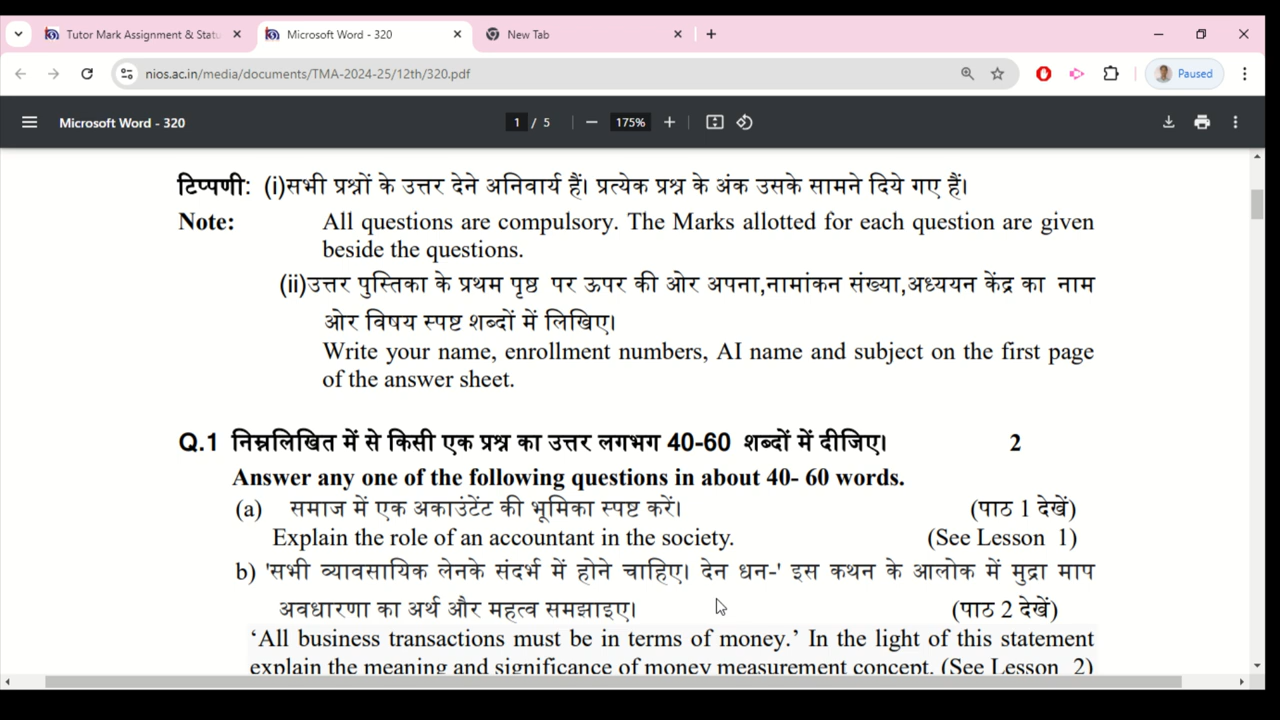 Tutor Mark Assignment & Statu
Microsoft Word - 320
New Tab
nios.ac.in/media/documents/TMA-2024-25/12th/320.pdf
Paused
Microsoft Word - 320
1 / 5
175%
टिप्पणी: (i)सभी प्रश्नों के उत्तर देने अनिवार्य हैं। प्रत्येक प्रश्न के अंक उसके सामने दिये गए हैं।
Note: All questions are compulsory. The Marks allotted for each question are given
beside the questions.
(ii)उत्तर पुस्तिका के प्रथम पृष्ठ पर ऊपर की ओर अपना,नामांकन संख्या,अध्ययन केंद्र का नाम
ओर विषय स्पष्ट शब्दों में लिखिए।
Write your name, enrollment numbers, AI name and subject on the first page
of the answer sheet.
Q.1 निम्नलिखित में से किसी एक प्रश्न का उत्तर लगभग 40-60 शब्दों में दीजिए। 2
Answer any one of the following questions in about 40- 60 words.
(a) समाज में एक अकाउंटेंट की भूमिका स्पष्ट करें। (पाठ 1 देखें)
Explain the role of an accountant in the society. (See Lesson 1)
b) 'सभी व्यावसायिक लेनके संदर्भ में होने चाहिए। देन धन-' इस कथन के आलोक में मुद्रा माप
अवधारणा का अर्थ और महत्व समझाइए। (पाठ 2 देखें)
‘All business transactions must be in terms of money.’ In the light of this statement
explain the meaning and significance of money measurement concept. (See Lesson 2)